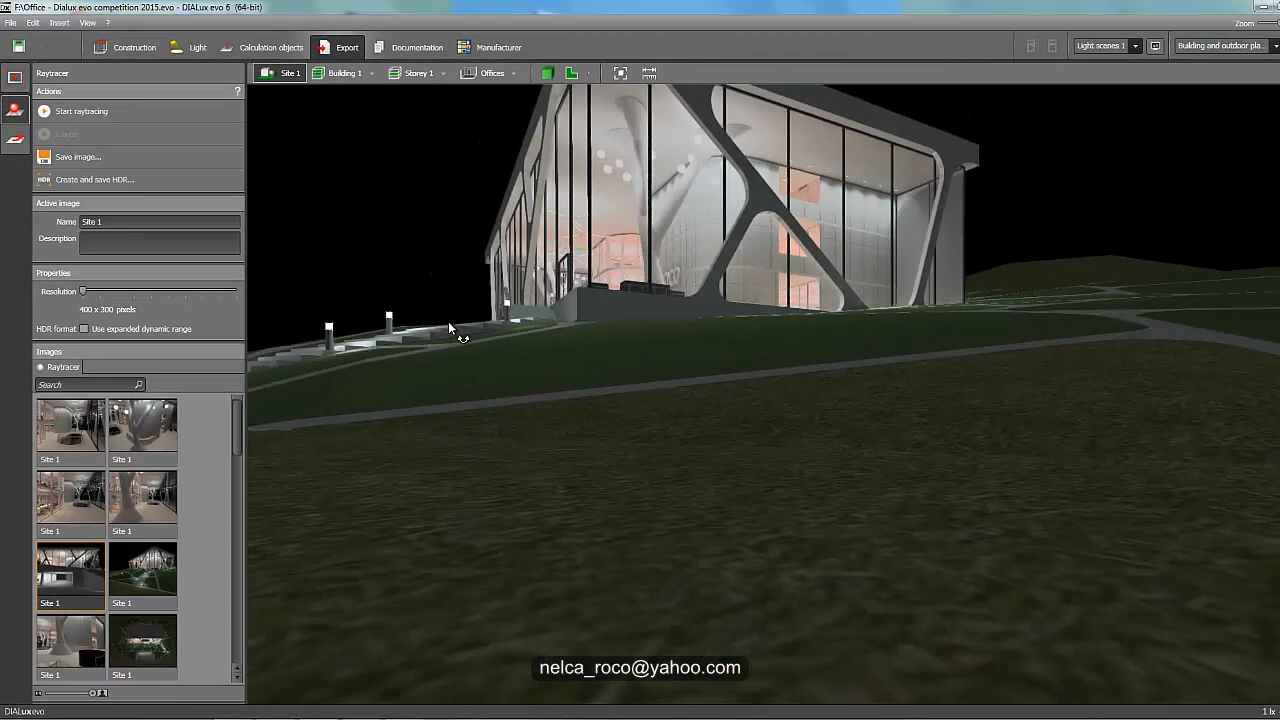 F:\Office - Dialux evo competition 2015.evo - DIALux evo 6 (64-bit)
File Edit Insert View ?
Zoom
Construction Light Calculation objects Export Documentation Manufacturer
Light scenes 1 Building and outdoor pla...
Raytracer
Site 1 Building 1 Storey 1 Offices
Actions ?
Start raytracing
Cancel
Save image...
HDR Create and save HDR...
Active image
Name Site 1
Description
Properties
Resolution
400 x 300 pixels
HDR format Use expanded dynamic range
Images
Raytracer
Search
Site 1 Site 1
Site 1 Site 1
Site 1 Site 1
Site 1 Site 1
nelca_roco@yahoo.com
DIALux evo
1 lx